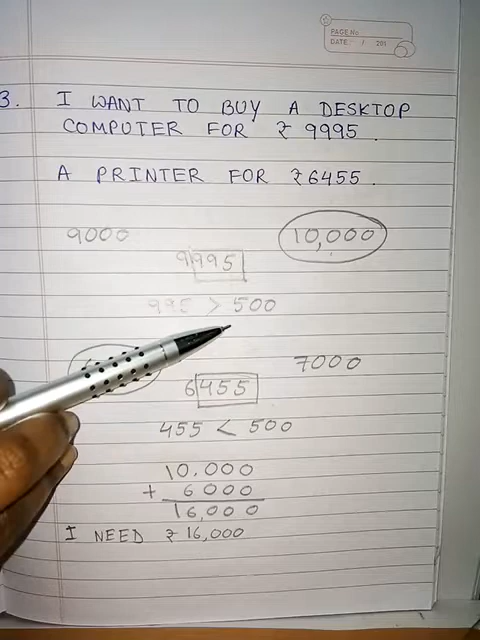 PAGE No.
DATE / 201
3. I WANT TO BUY A DESKTOP
COMPUTER FOR ₹ 9995.
A PRINTER FOR ₹6455.
9000 10,000
9995
995 > 500
7000
6455
455 < 500
10,000
+ 6000
16,000
I NEED ₹ 16,000